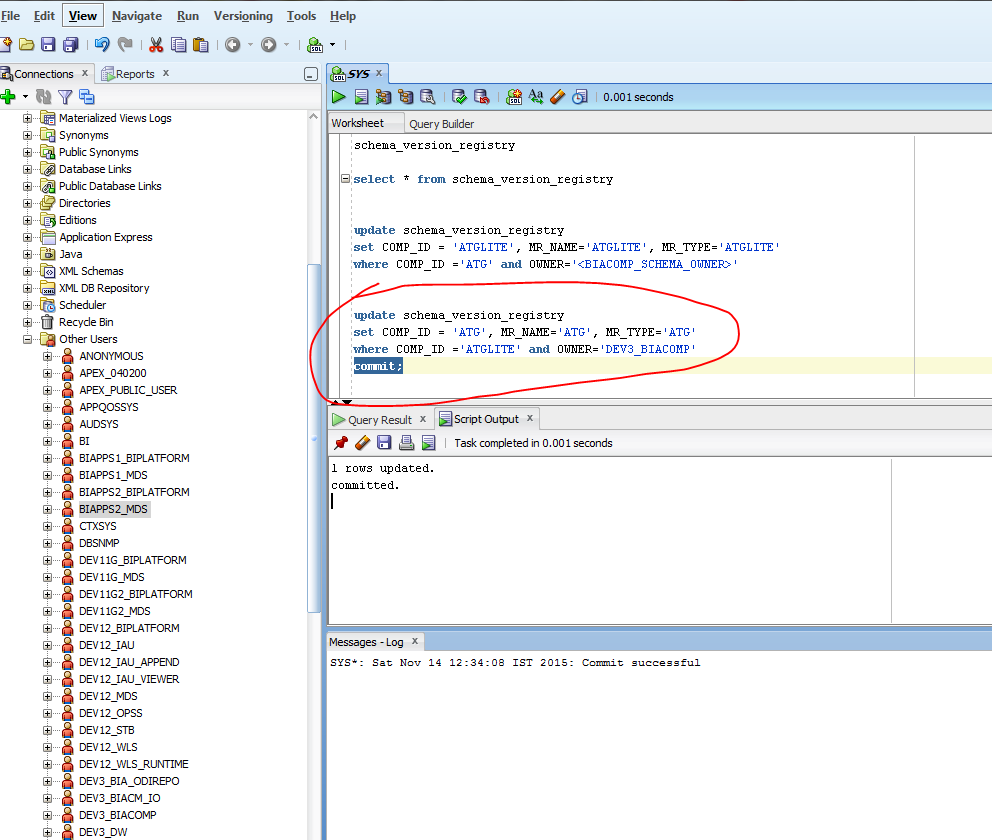 File Edit View Navigate Run Versioning Tools Help
Connections x Reports x
Materialized Views Logs
Synonyms
Public Synonyms
Database Links
Public Database Links
Directories
Editions
Application Express
Java
XML Schemas
XML DB Repository
Scheduler
Recycle Bin
Other Users
ANONYMOUS
APEX_040200
APEX_PUBLIC_USER
APPQOSSYS
AUDSYS
BI
BIAPPS1_BIPLATFORM
BIAPPS1_MDS
BIAPPS2_BIPLATFORM
BIAPPS2_MDS
CTXSYS
DBSNMP
DEV11G_BIPLATFORM
DEV11G_MDS
DEV11G2_BIPLATFORM
DEV11G2_MDS
DEV12_BIPLATFORM
DEV12_IAU
DEV12_IAU_APPEND
DEV12_IAU_VIEWER
DEV12_MDS
DEV12_OPSS
DEV12_STB
DEV12_WLS
DEV12_WLS_RUNTIME
DEV3_BIA_ODIREPO
DEV3_BIACM_IO
DEV3_BIACOMP
DEV3_DW
SYS x
0.001 seconds
Worksheet Query Builder
schema_version_registry
select * from schema_version_registry
update schema_version_registry
set COMP_ID = 'ATGLITE', MR_NAME='ATGLITE', MR_TYPE='ATGLITE'
where COMP_ID ='ATG' and OWNER='<BIACOMP_SCHEMA_OWNER>'
update schema_version_registry
set COMP_ID = 'ATG', MR_NAME='ATG', MR_TYPE='ATG'
where COMP_ID ='ATGLITE' and OWNER='DEV3_BIACOMP'
commit;
Query Result x Script Output x
Task completed in 0.001 seconds
1 rows updated.
committed.
Messages - Log x
SYS*: Sat Nov 14 12:34:08 IST 2015: Commit successful